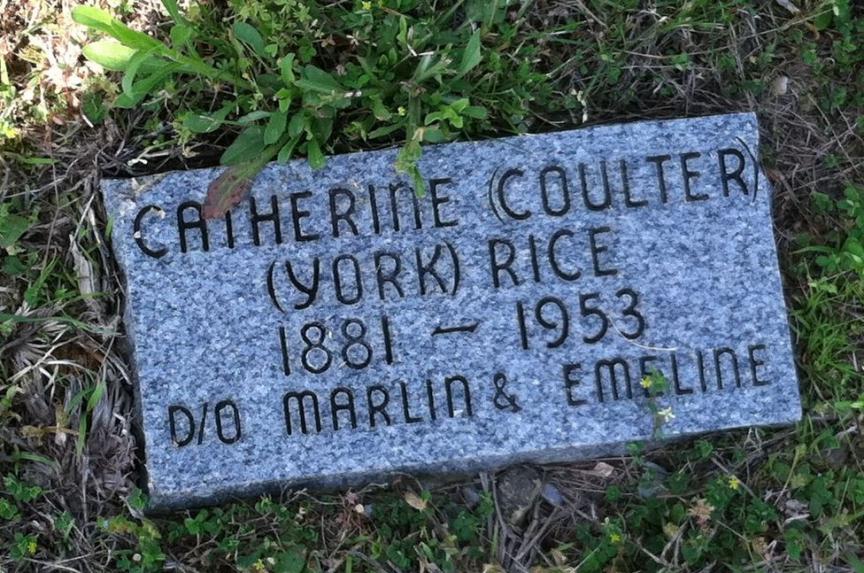 CATHERINE (COULTER)
(YORK) RICE
1881 - 1953
D/O MARLIN & EMELINE